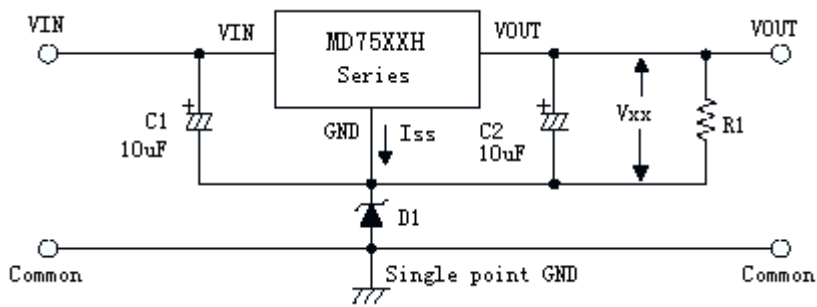 VIN
VIN
MD75XXH
Series
VOUT
VOUT
C1
10uF
GND
Iss
C2
10uF
Vxx
R1
D1
Common
Single point GND
Common